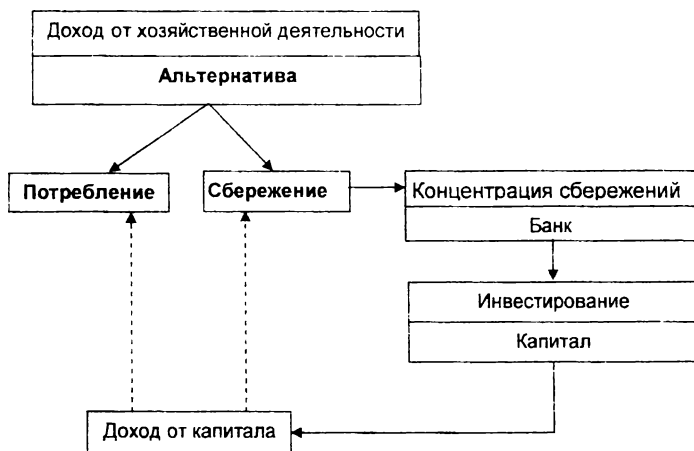 Доход от хозяйственной деятельности
Альтернатива
Потребление
Сбережение
Концентрация сбережений
Банк
Инвестирование
Капитал
Доход от капитала